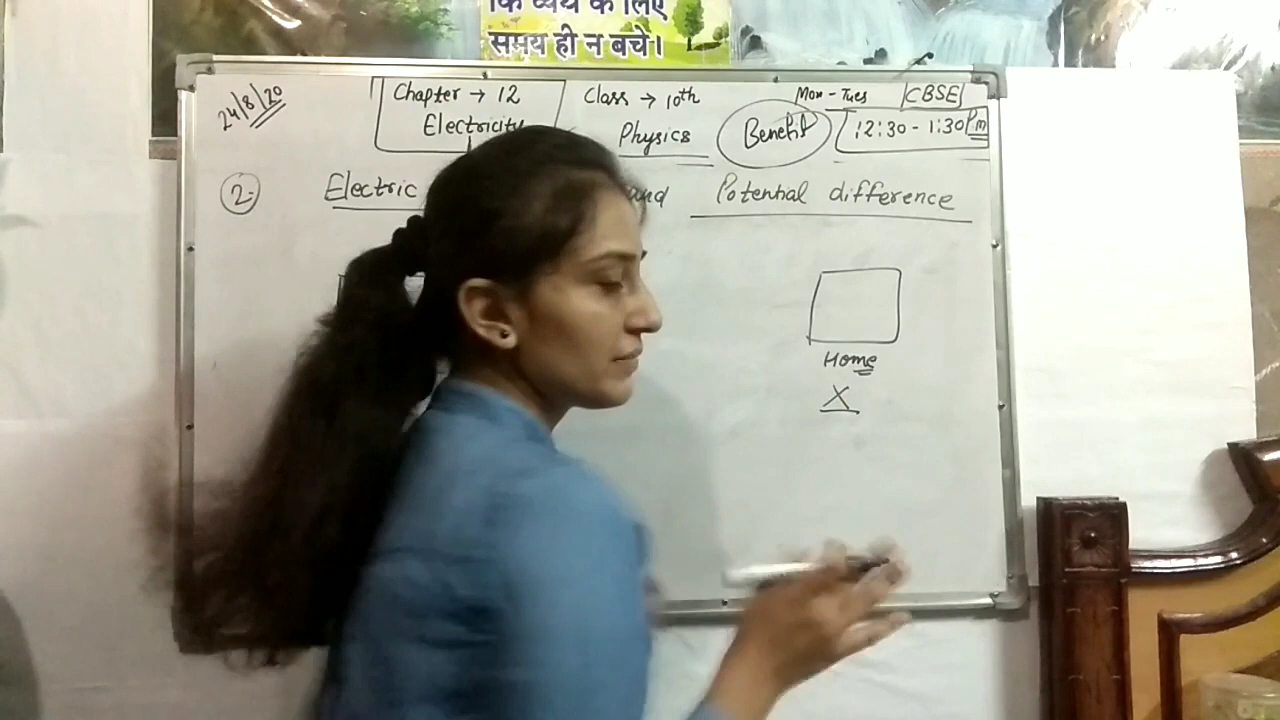 कि व्यर्थ के लिए
समय ही न बचे।
24/8/20
Chapter → 12
Electricity
Class → 10th
Physics
Benefit
Mon - Tues
CBSE
12:30 - 1:30 Pm
2
Electric and Potential difference
Home
X